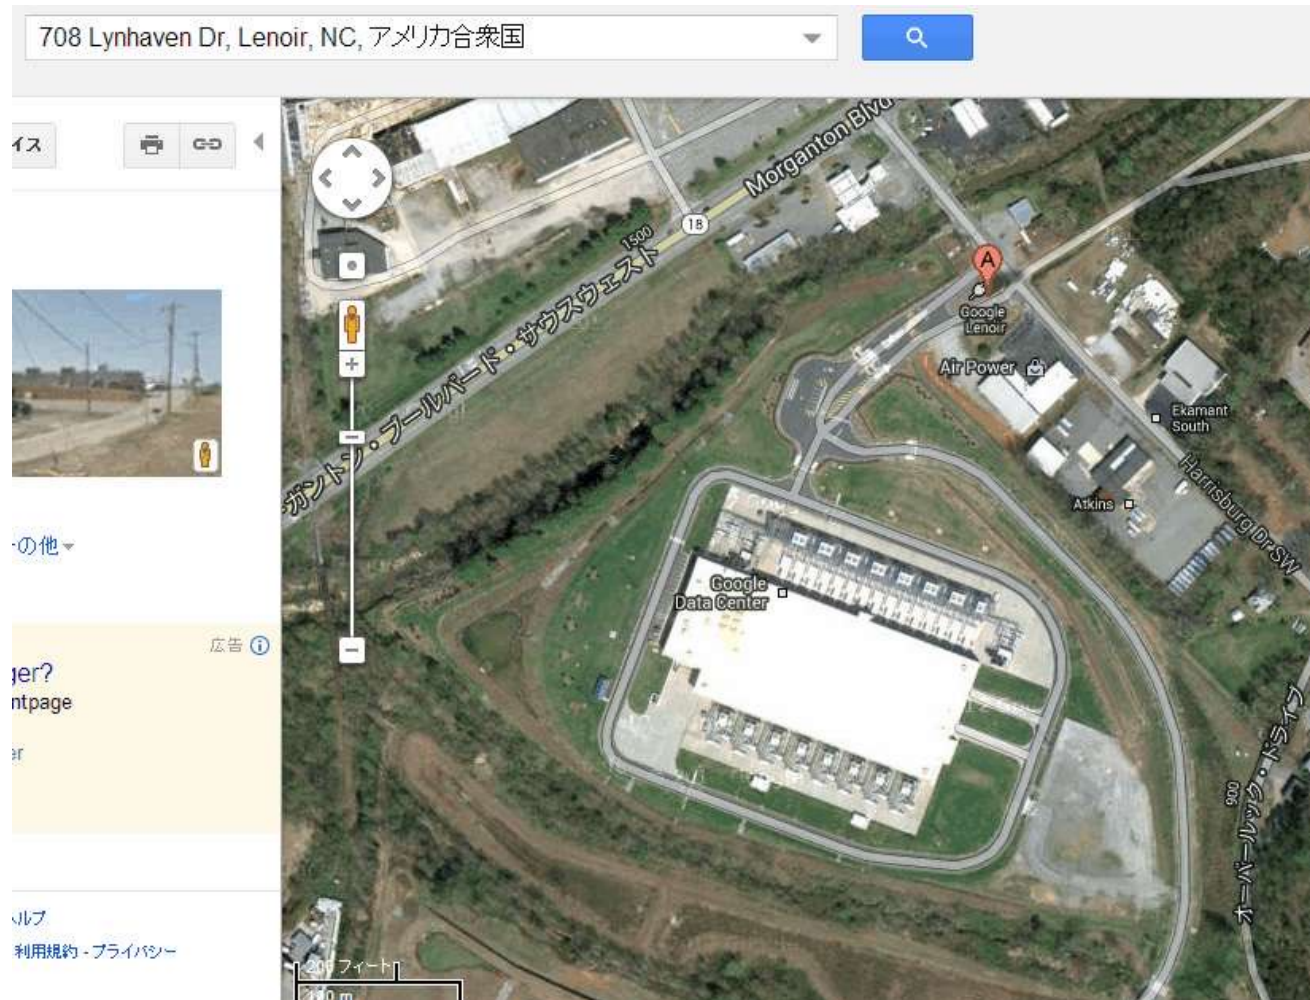 708 Lynhaven Dr, Lenoir, NC, アメリカ合衆国
イス
の他
広告
ger?
ntpage
er
ヘルプ
利用規約 - プライバシー
Morganton Blvd
18
1500
ガントン・ブールバード・サウスウェスト
A
Google
Lenoir
Air Power
Ekamant
South
Atkins
Harrisburg Dr SW
Google
Data Center
900
オーバールック・ドライブ
フィート